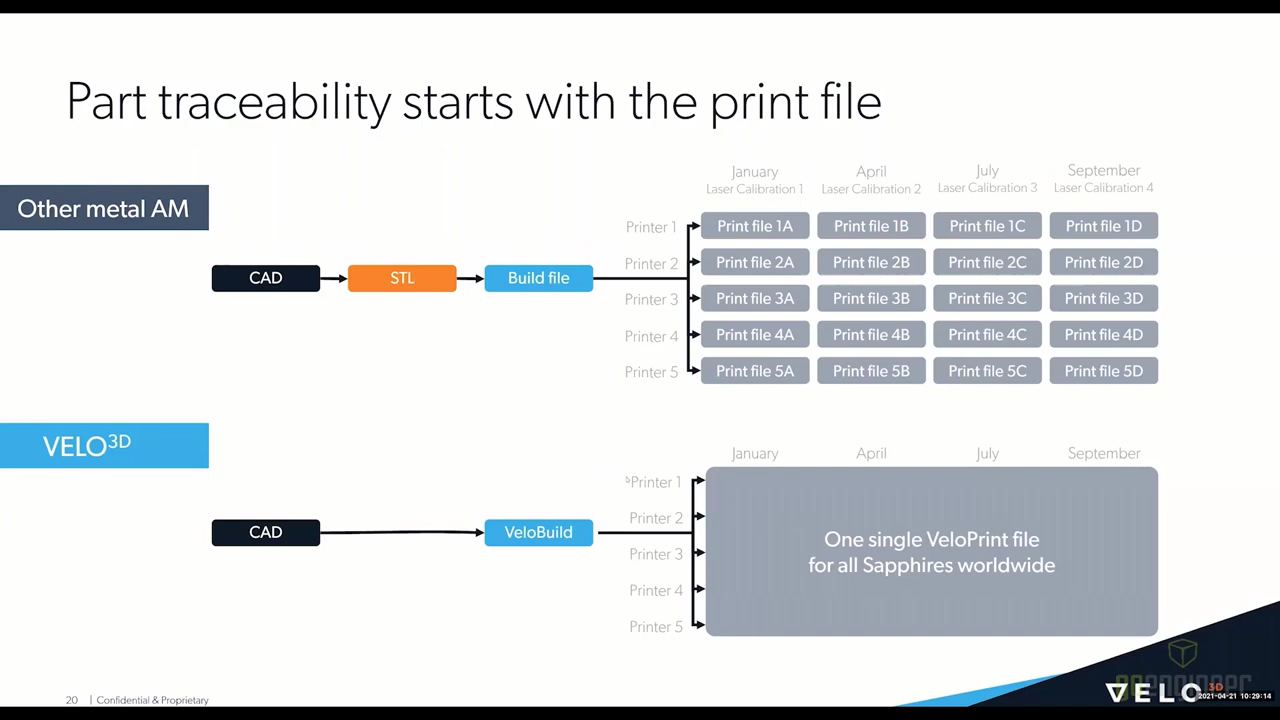 Part traceability starts with the print file
January April July September
Laser Calibration 1 Laser Calibration 2 Laser Calibration 3 Laser Calibration 4
Other metal AM
Printer 1 Print file 1A Print file 1B Print file 1C Print file 1D
Printer 2 Print file 2A Print file 2B Print file 2C Print file 2D
CAD STL Build file
Printer 3 Print file 3A Print file 3B Print file 3C Print file 3D
Printer 4 Print file 4A Print file 4B Print file 4C Print file 4D
Printer 5 Print file 5A Print file 5B Print file 5C Print file 5D
VELO3D
January April July September
Printer 1
Printer 2
CAD VeloBuild
Printer 3
Printer 4
Printer 5
One single VeloPrint file
for all Sapphires worldwide
20 | Confidential & Proprietary
VELO 3D
2021-04-21 10:29:14